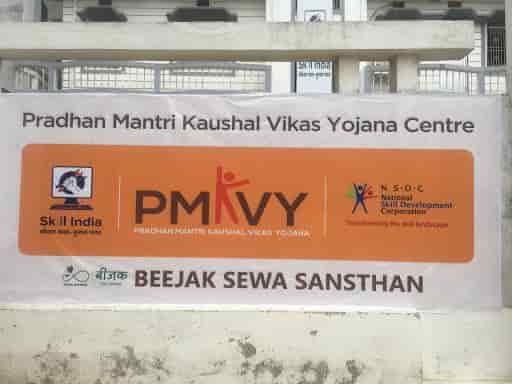 Pradhan Mantri Kaushal Vikas Yojana Centre
Skill India
कौशल भारत - कुशल भारत
PMKVY
PRADHAN MANTRI KAUSHAL VIKAS YOJANA
N·S·D·C
National
Skill Development
Corporation
Transforming the skill landscape
बीजक
BEEJAK SEWA SANSTHAN